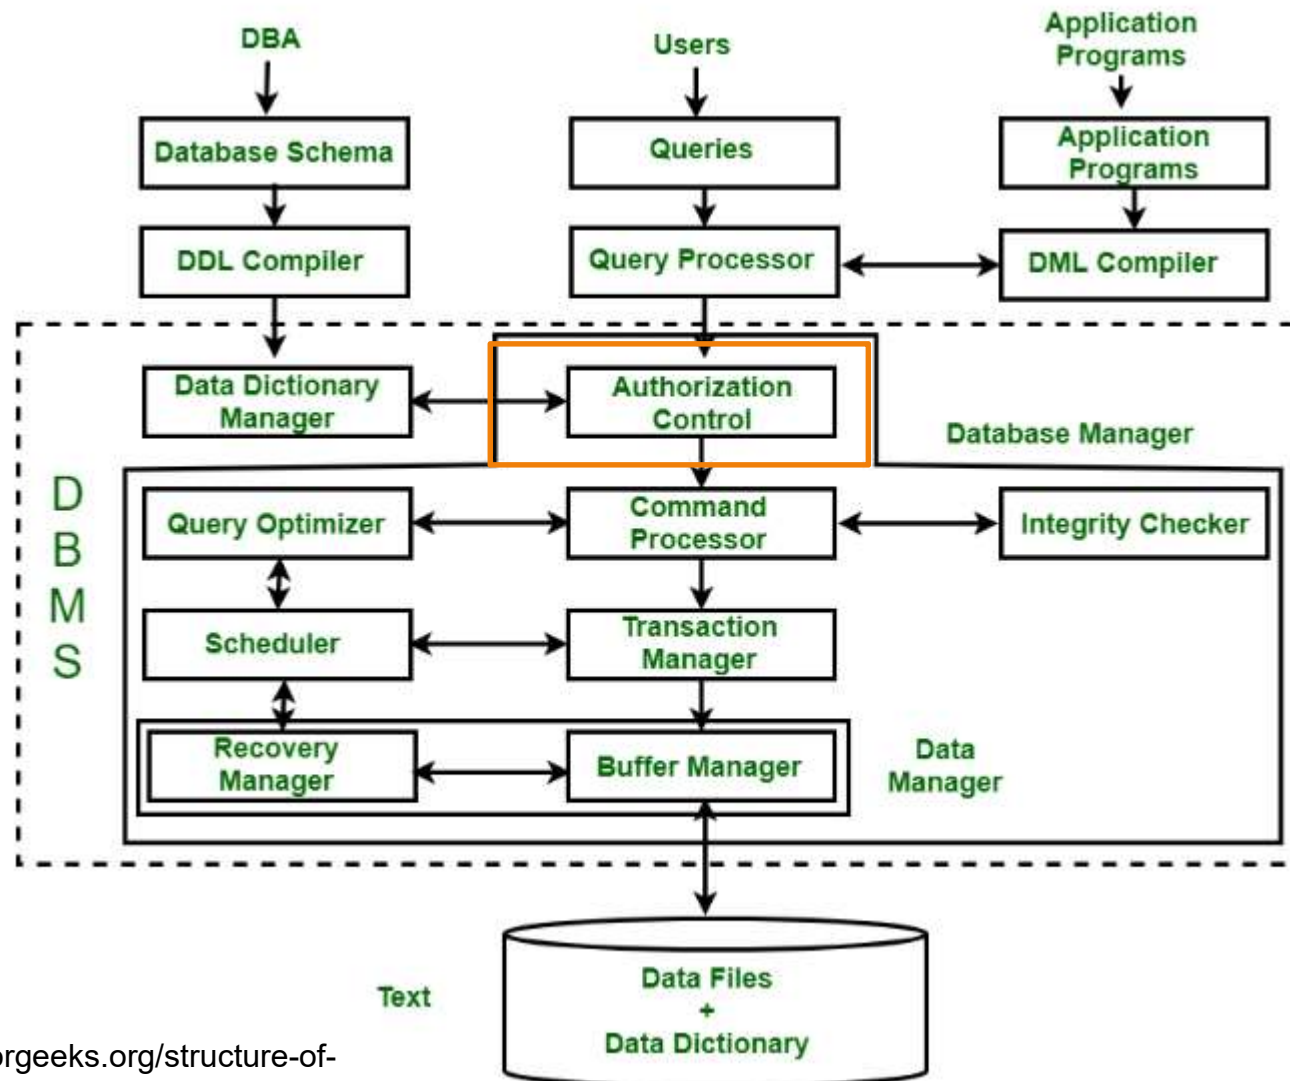 DBA
Users
Application
Programs
Database Schema
Queries
Application
Programs
DDL Compiler
Query Processor
DML Compiler
Data Dictionary
Manager
Authorization
Control
Database Manager
D
B
M
S
Query Optimizer
Command
Processor
Integrity Checker
Scheduler
Transaction
Manager
Recovery
Manager
Buffer Manager
Data
Manager
Text
Data Files
+
Data Dictionary
orgeeks.org/structure-of-